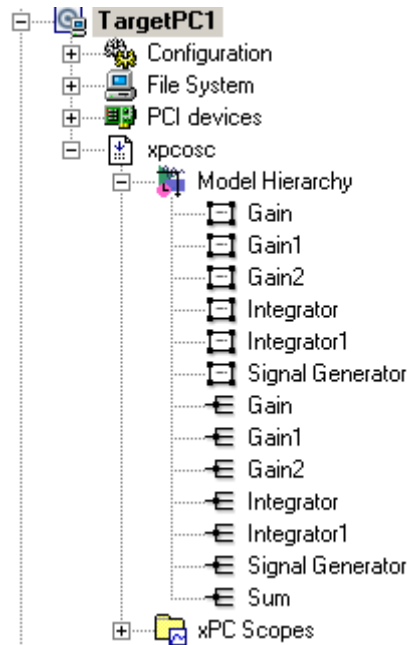 TargetPC1
Configuration
File System
PCI devices
xpcosc
Model Hierarchy
Gain
Gain1
Gain2
Integrator
Integrator1
Signal Generator
Gain
Gain1
Gain2
Integrator
Integrator1
Signal Generator
Sum
xPC Scopes